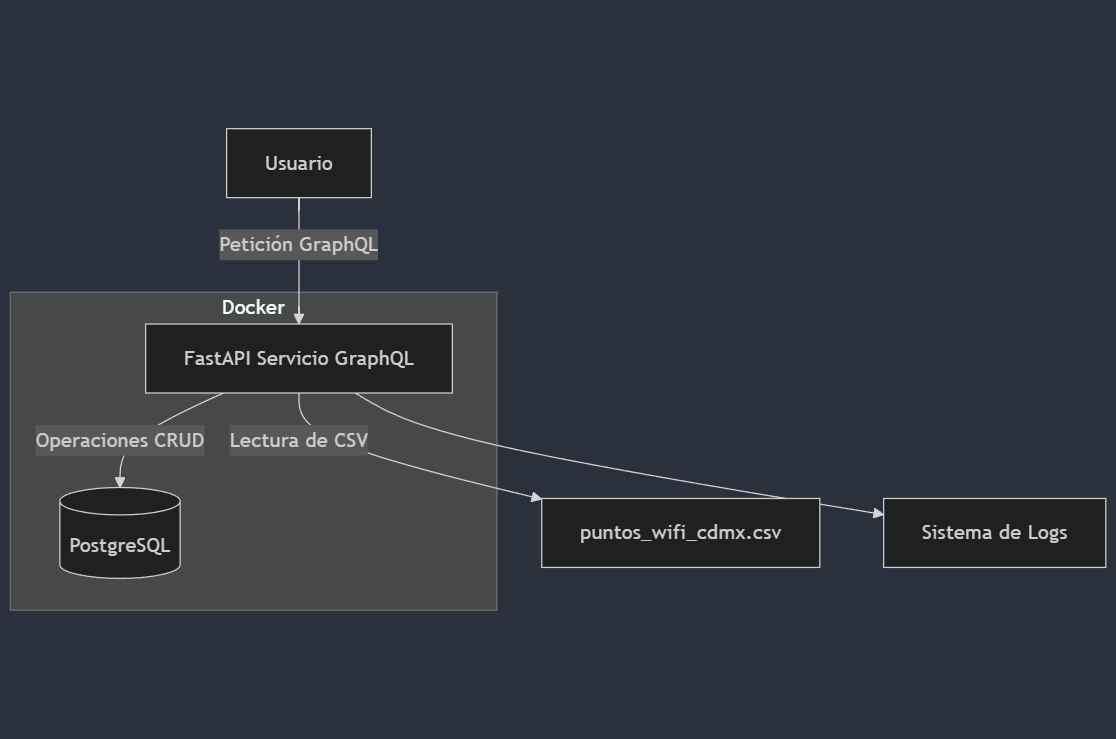 Usuario
Petición GraphQL
Docker
FastAPI Servicio GraphQL
Operaciones CRUD
Lectura de CSV
PostgreSQL
puntos_wifi_cdmx.csv
Sistema de Logs